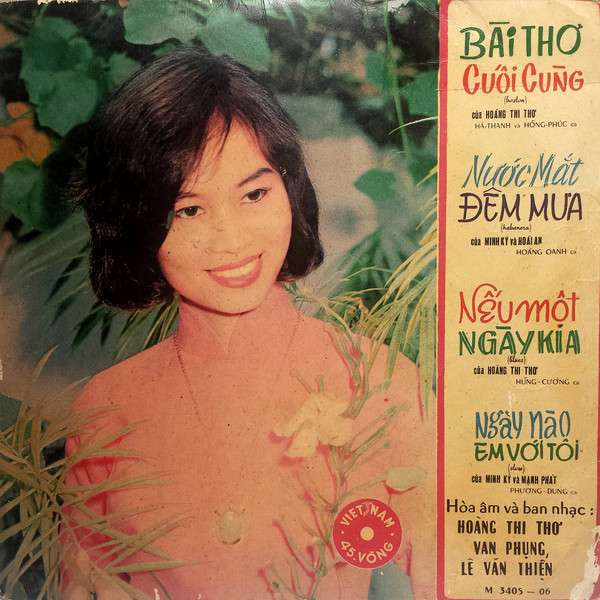 BÀI THƠ
CUỐI CÙNG
(boston)
của HOÀNG THI THƠ
HÀ-THANH và HỒNG-PHÚC ca
NƯỚC MẮT
ĐÊM MƯA
(habanera)
của MINH KỲ và HOÀI AN
HOÀNG OANH ca
NẾU MỘT
NGÀY KIA
(blues)
của HOÀNG THI THƠ
HÙNG-CƯỜNG ca
NGÀY NÀO
EM VỚI TÔI
(slow)
của MINH KỲ và MẠNH PHÁT
PHƯƠNG-DUNG ca
Hòa âm và ban nhạc :
HOÀNG THI THƠ
VAN PHỤNG,
LÊ VĂN THIỆN
M 3405 - 06
VIỆT NAM
45 VÒNG